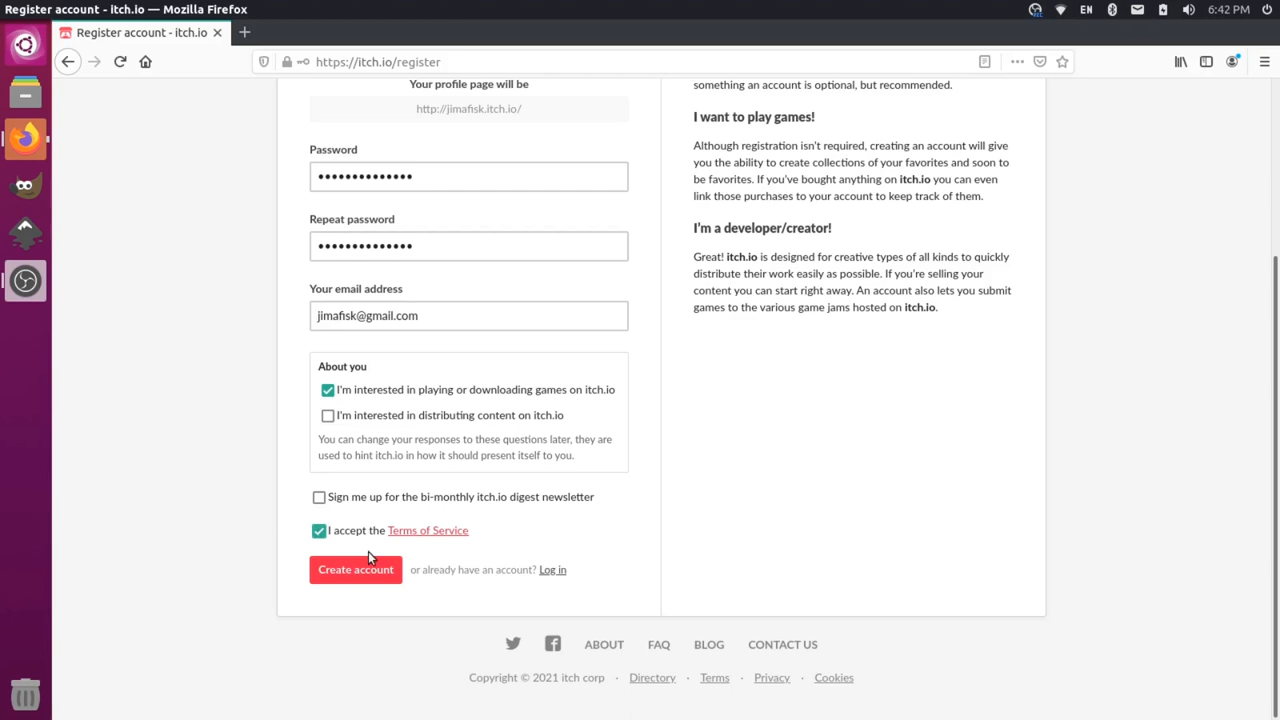 Register account - itch.io — Mozilla Firefox
EN
6:42 PM
Register account - itch.io
https://itch.io/register
Your profile page will be
http://jimafisk.itch.io/
Password
••••••••••••••
Repeat password
••••••••••••••
Your email address
jimafisk@gmail.com
About you
I'm interested in playing or downloading games on itch.io
I'm interested in distributing content on itch.io
You can change your responses to these questions later, they are
used to hint itch.io in how it should present itself to you.
Sign me up for the bi-monthly itch.io digest newsletter
I accept the Terms of Service
Create account or already have an account? Log in
something an account is optional, but recommended.
I want to play games!
Although registration isn't required, creating an account will give
you the ability to create collections of your favorites and soon to
be favorites. If you've bought anything on itch.io you can even
link those purchases to your account to keep track of them.
I'm a developer/creator!
Great! itch.io is designed for creative types of all kinds to quickly
distribute their work easily as possible. If you're selling your
content you can start right away. An account also lets you submit
games to the various game jams hosted on itch.io.
ABOUT FAQ BLOG CONTACT US
Copyright © 2021 itch corp · Directory · Terms · Privacy · Cookies